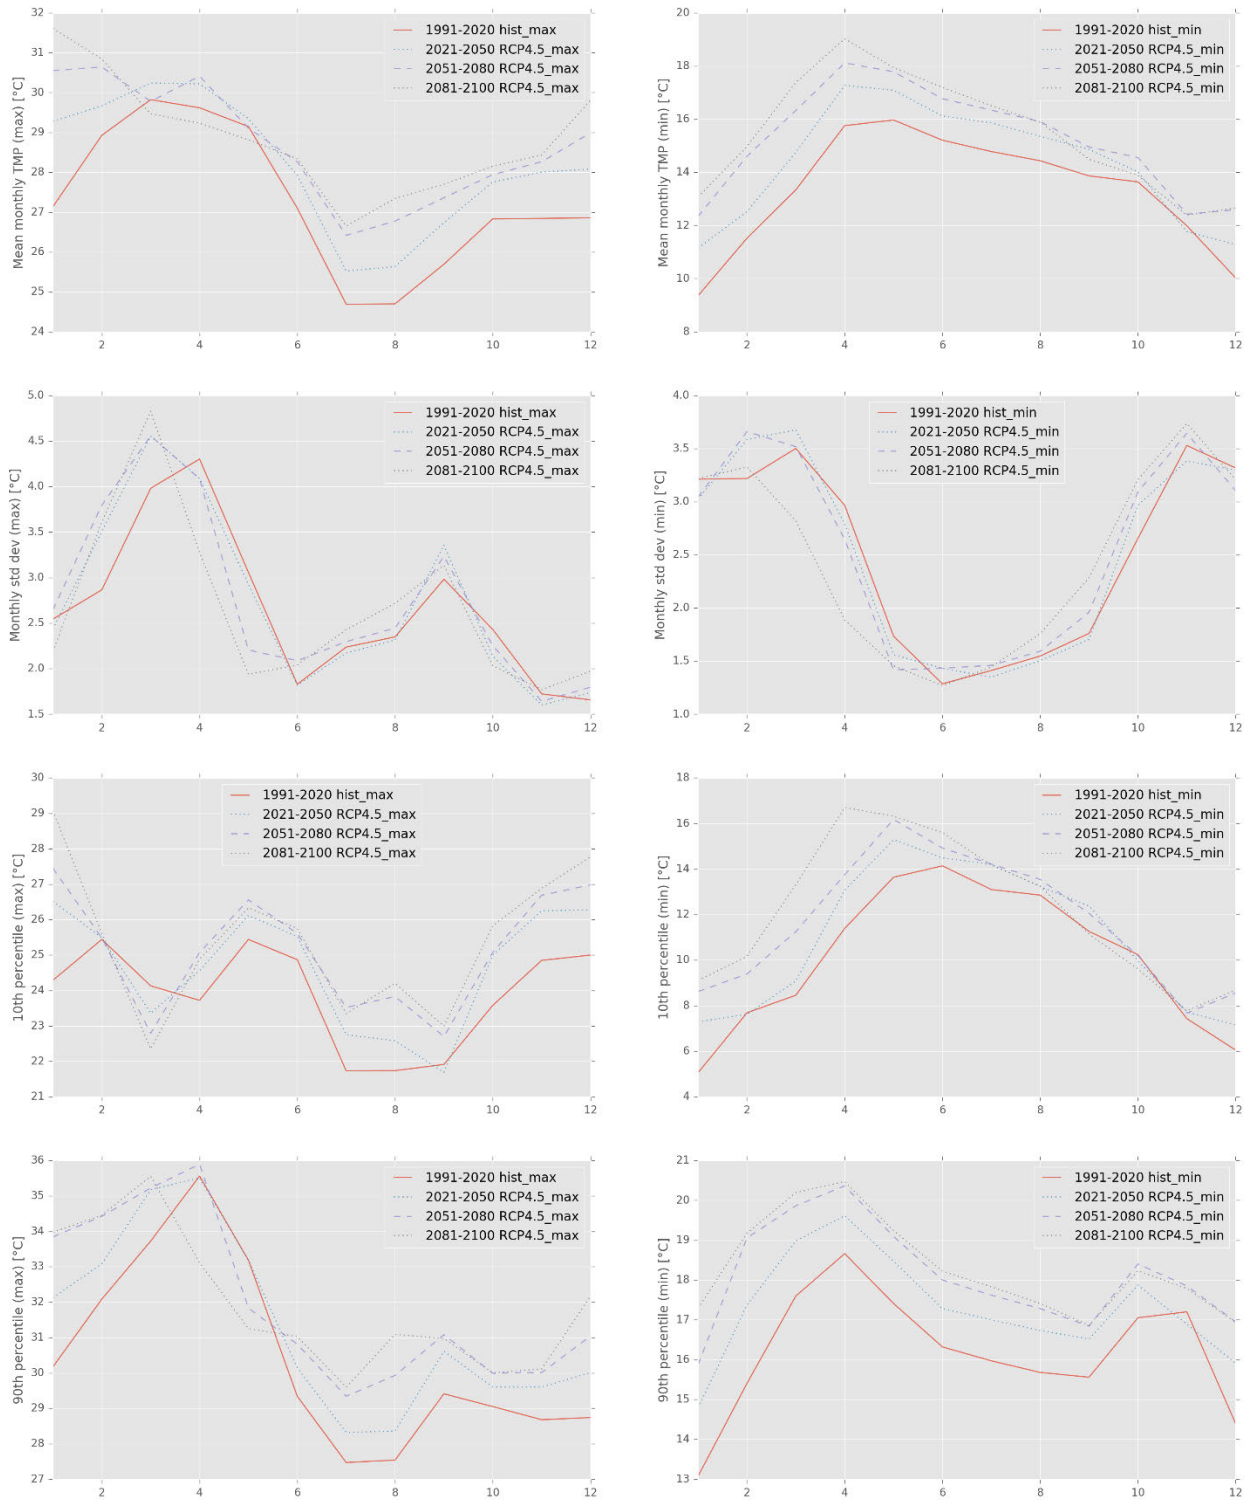 Mean monthly TMP (max) [°C]
32
31
30
29
28
27
26
25
24
2
4
6
8
10
12
1991-2020 hist_max
2021-2050 RCP4.5_max
2051-2080 RCP4.5_max
2081-2100 RCP4.5_max
Mean monthly TMP (min) [°C]
20
18
16
14
12
10
8
2
4
6
8
10
12
1991-2020 hist_min
2021-2050 RCP4.5_min
2051-2080 RCP4.5_min
2081-2100 RCP4.5_min
Monthly std dev (max) [°C]
5.0
4.5
4.0
3.5
3.0
2.5
2.0
1.5
2
4
6
8
10
12
1991-2020 hist_max
2021-2050 RCP4.5_max
2051-2080 RCP4.5_max
2081-2100 RCP4.5_max
Monthly std dev (min) [°C]
4.0
3.5
3.0
2.5
2.0
1.5
1.0
2
4
6
8
10
12
1991-2020 hist_min
2021-2050 RCP4.5_min
2051-2080 RCP4.5_min
2081-2100 RCP4.5_min
10th percentile (max) [°C]
30
29
28
27
26
25
24
23
22
21
2
4
6
8
10
12
1991-2020 hist_max
2021-2050 RCP4.5_max
2051-2080 RCP4.5_max
2081-2100 RCP4.5_max
10th percentile (min) [°C]
18
16
14
12
10
8
6
4
2
4
6
8
10
12
1991-2020 hist_min
2021-2050 RCP4.5_min
2051-2080 RCP4.5_min
2081-2100 RCP4.5_min
90th percentile (max) [°C]
36
35
34
33
32
31
30
29
28
27
2
4
6
8
10
12
1991-2020 hist_max
2021-2050 RCP4.5_max
2051-2080 RCP4.5_max
2081-2100 RCP4.5_max
90th percentile (min) [°C]
21
20
19
18
17
16
15
14
13
2
4
6
8
10
12
1991-2020 hist_min
2021-2050 RCP4.5_min
2051-2080 RCP4.5_min
2081-2100 RCP4.5_min